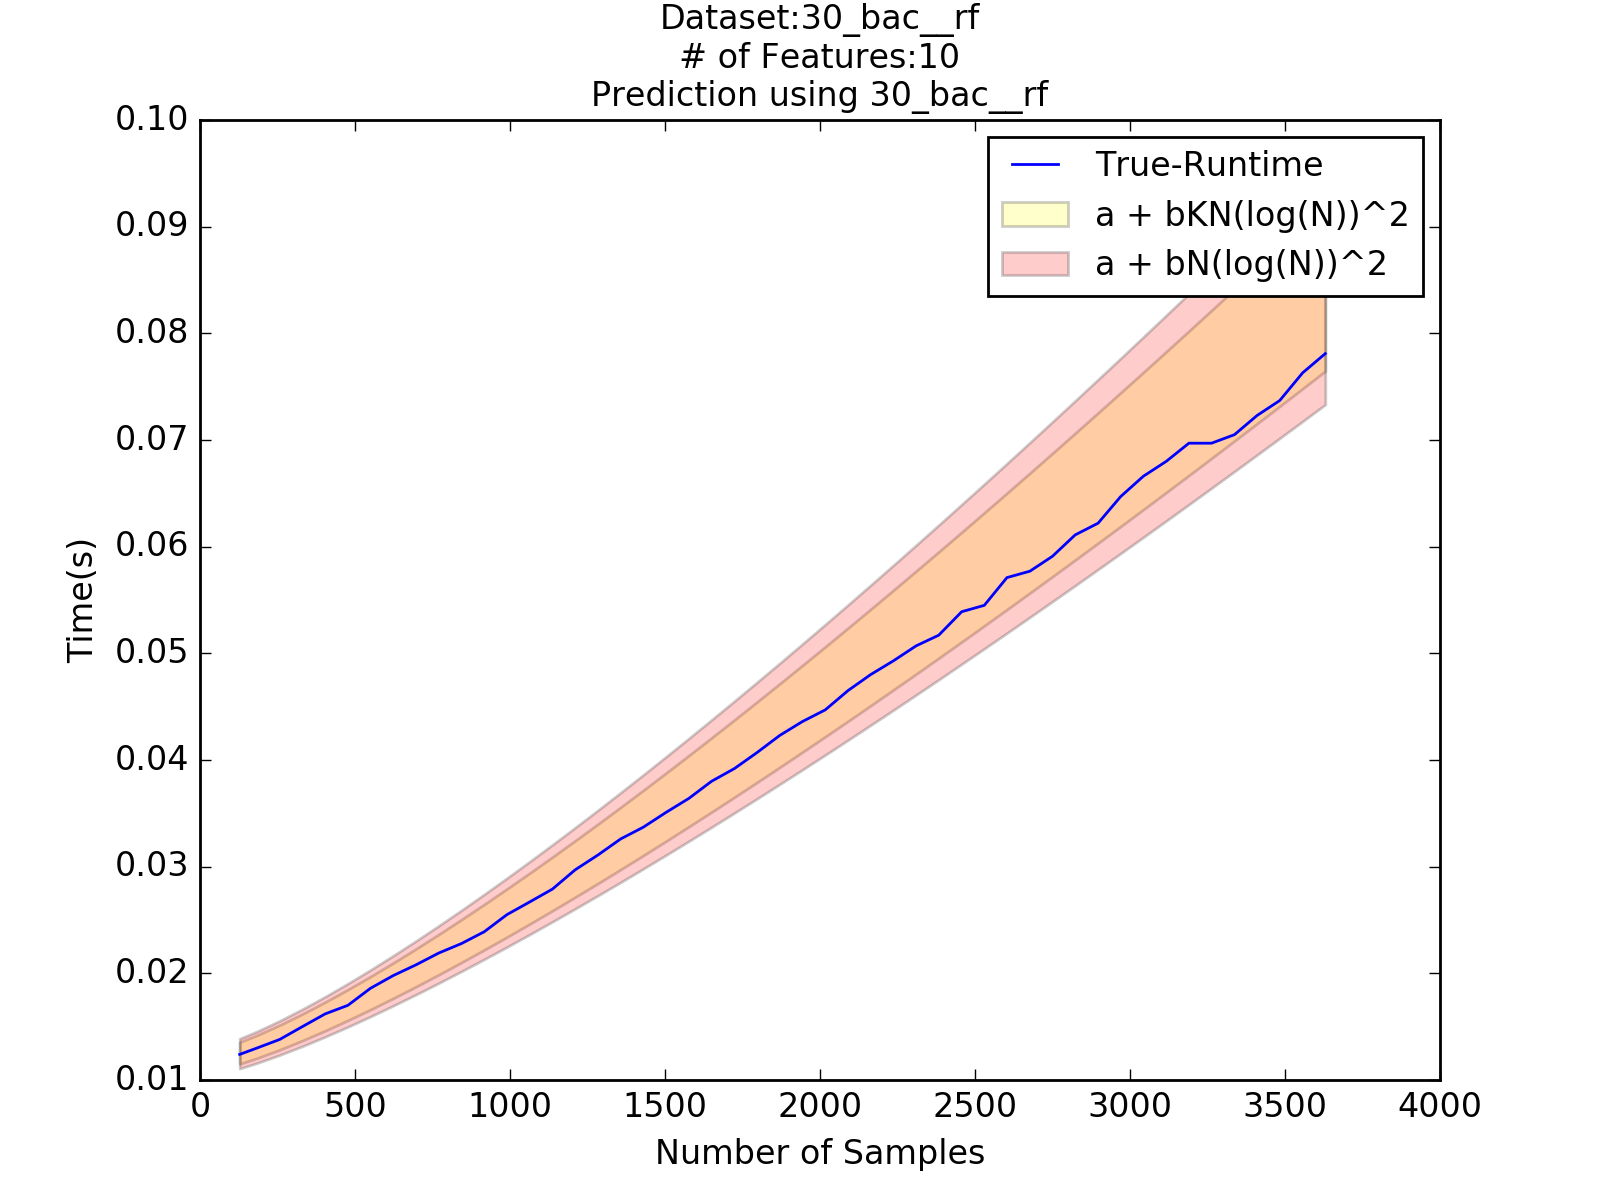 Dataset:30_bac__rf
# of Features:10
Prediction using 30_bac__rf
0.10
0.09
0.08
0.07
0.06
0.05
0.04
0.03
0.02
0.01
Time(s)
True-Runtime
a + bKN(log(N))^2
a + bN(log(N))^2
0 500 1000 1500 2000 2500 3000 3500 4000
Number of Samples